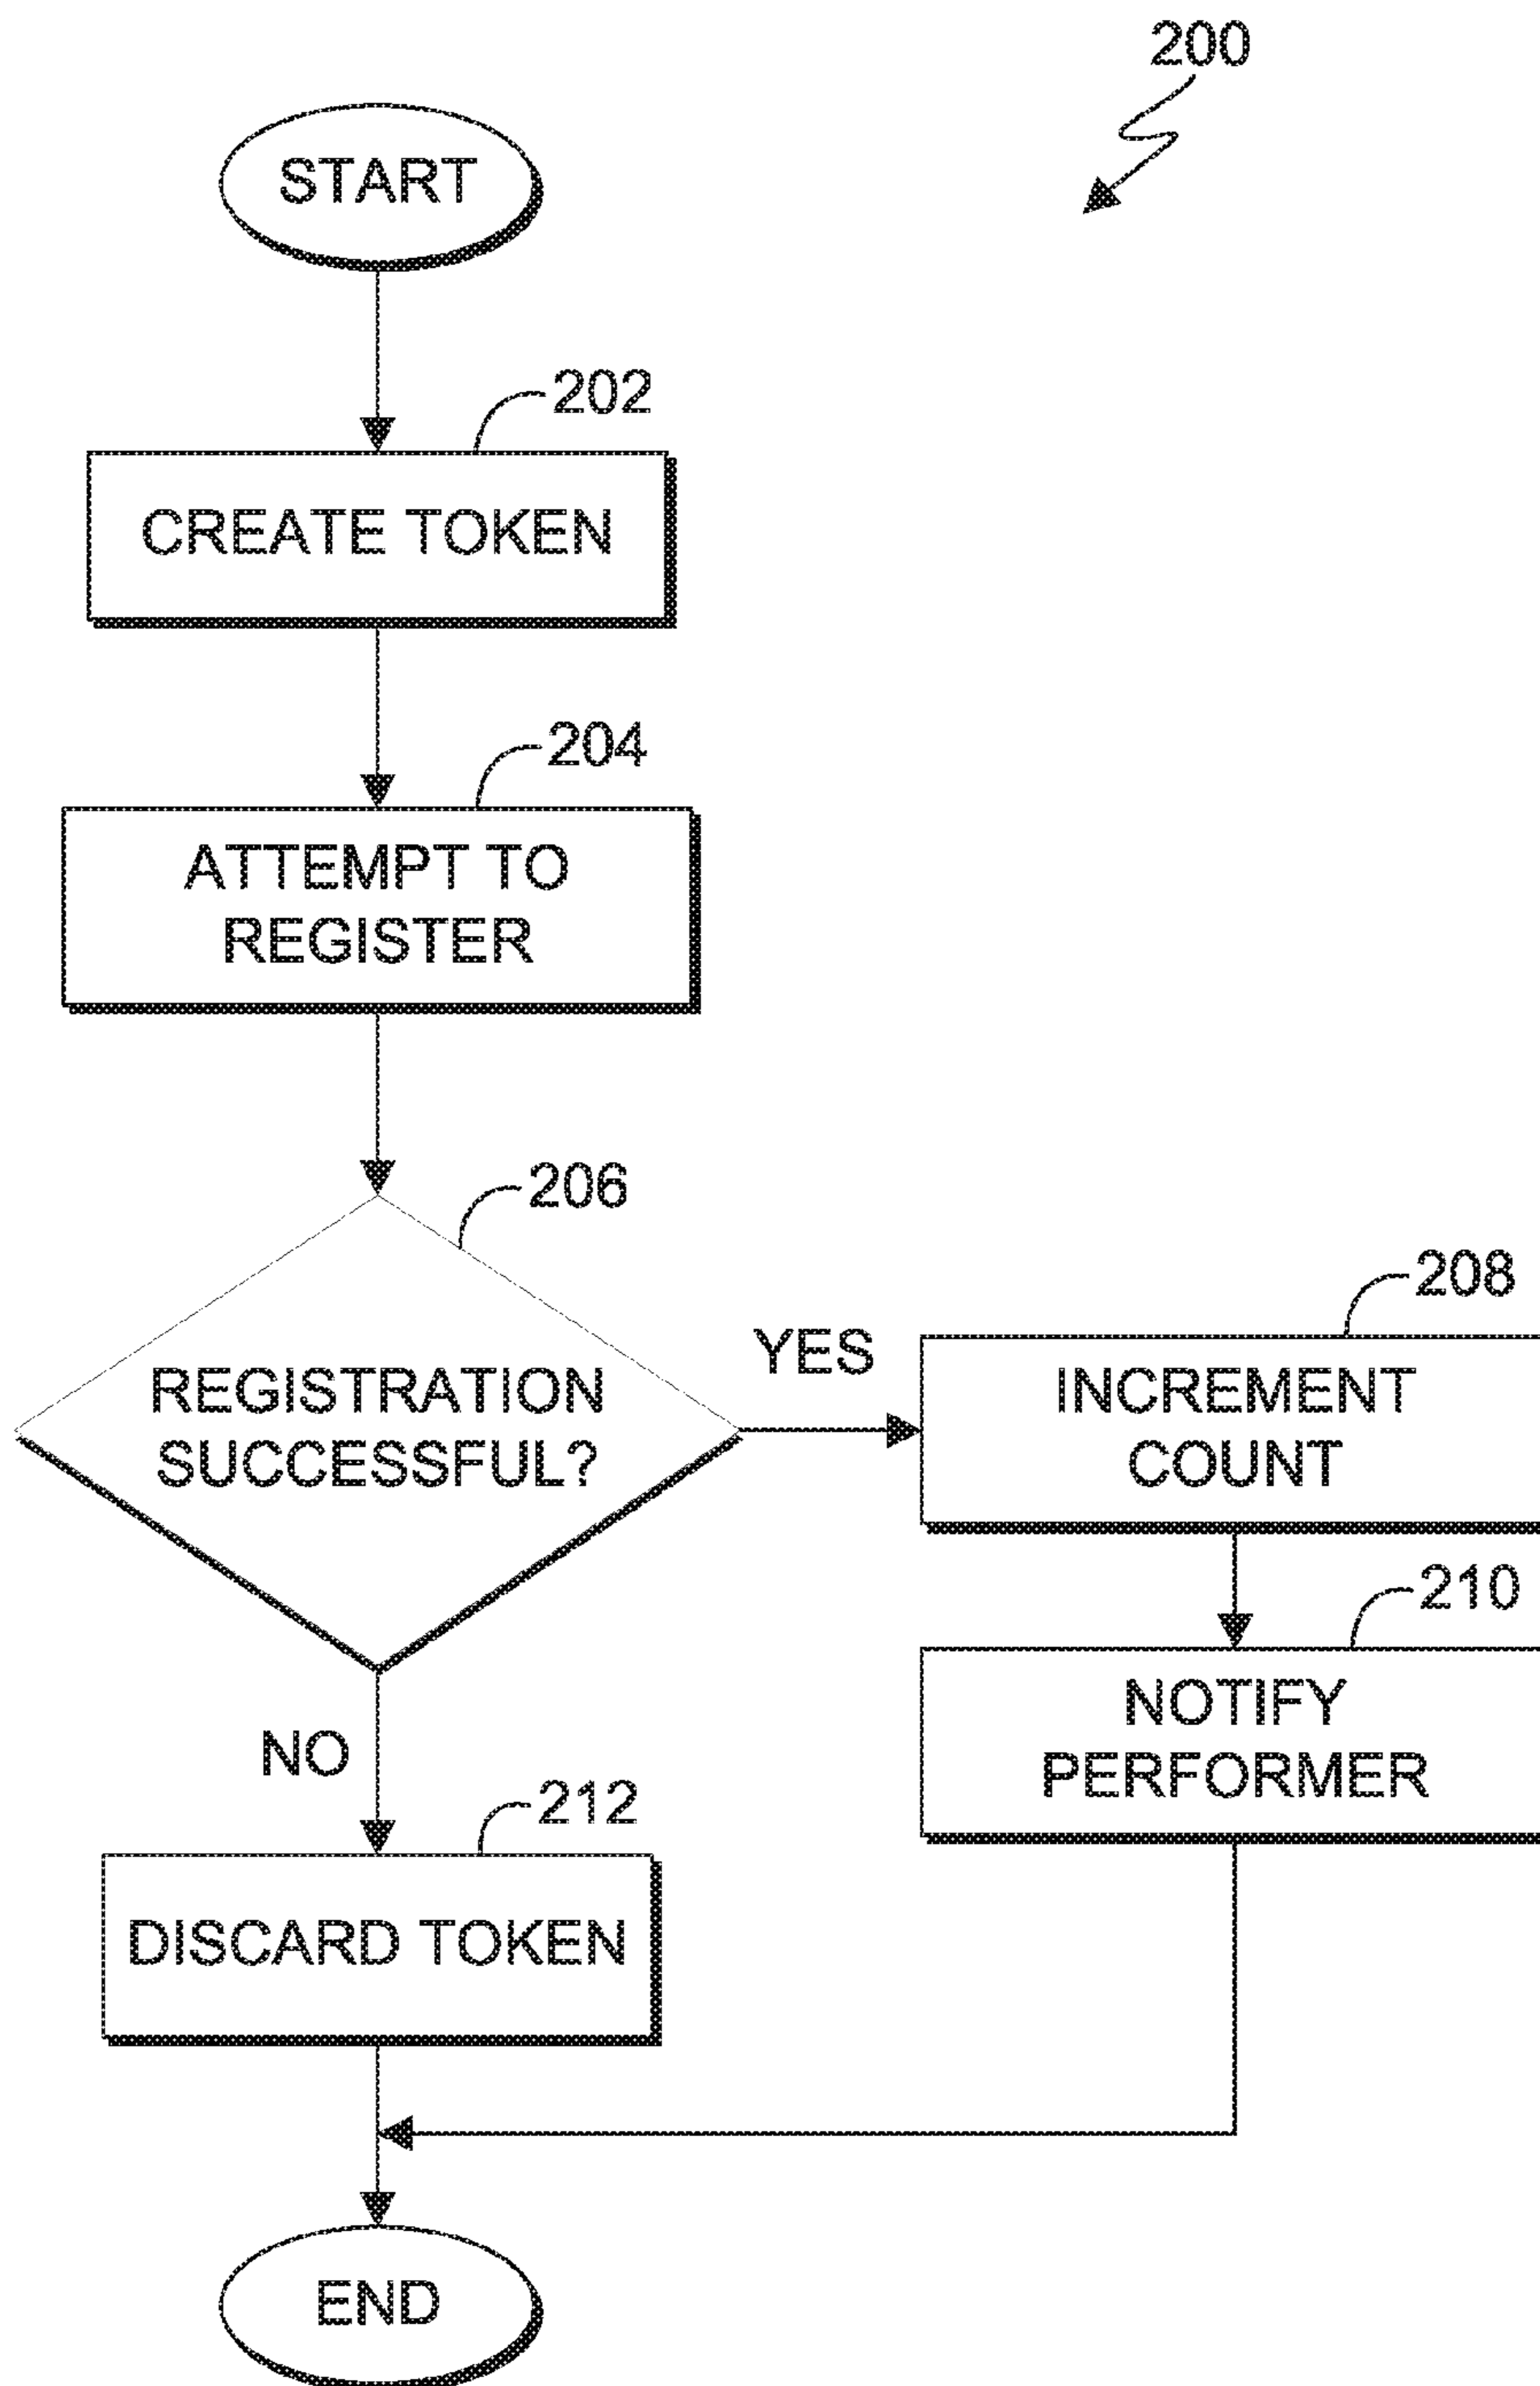 200
START
202
CREATE TOKEN
204
ATTEMPT TO
REGISTER
206
REGISTRATION
SUCCESSFUL?
YES
208
INCREMENT
COUNT
210
NOTIFY
PERFORMER
NO
212
DISCARD TOKEN
END